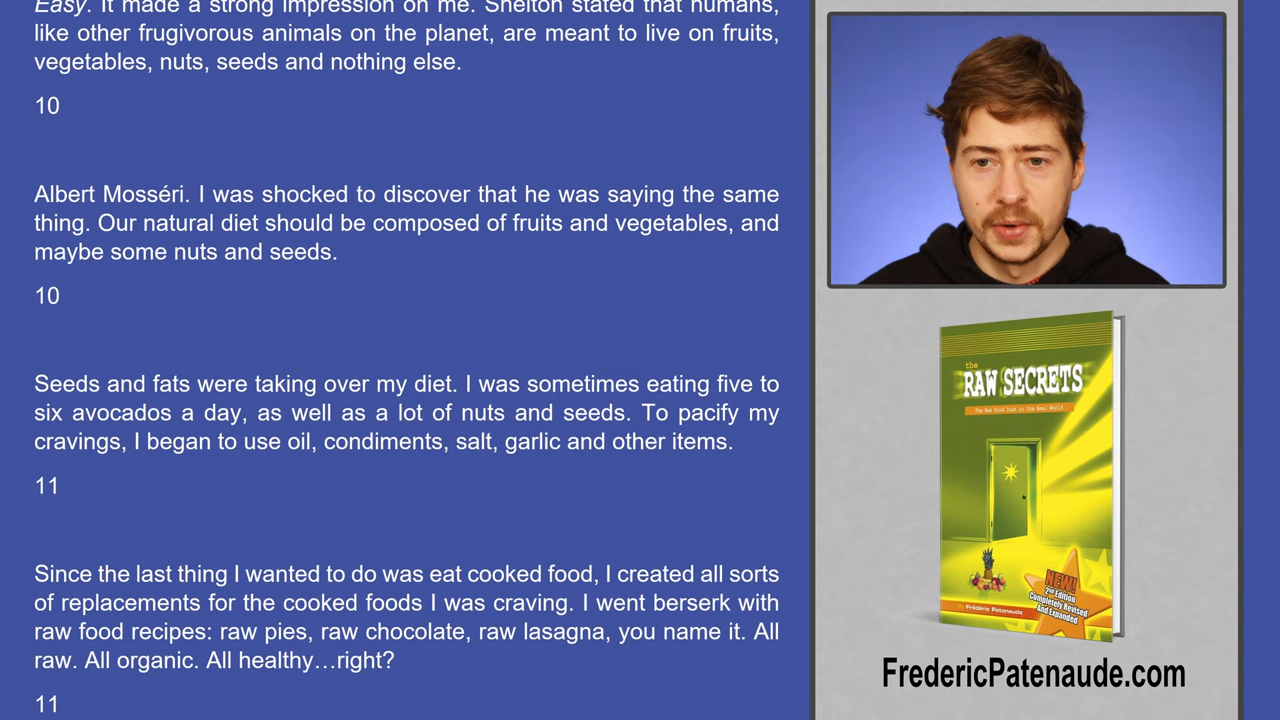 Easy. It made a strong impression on me. Shelton stated that humans,
like other frugivorous animals on the planet, are meant to live on fruits,
vegetables, nuts, seeds and nothing else.
10
Albert Mosséri. I was shocked to discover that he was saying the same
thing. Our natural diet should be composed of fruits and vegetables, and
maybe some nuts and seeds.
10
Seeds and fats were taking over my diet. I was sometimes eating five to
six avocados a day, as well as a lot of nuts and seeds. To pacify my
cravings, I began to use oil, condiments, salt, garlic and other items.
11
Since the last thing I wanted to do was eat cooked food, I created all sorts
of replacements for the cooked foods I was craving. I went berserk with
raw food recipes: raw pies, raw chocolate, raw lasagna, you name it. All
raw. All organic. All healthy…right?
11
the
RAW SECRETS
The Raw Food Diet in the Real World
NEW!
2nd Edition
Completely Revised
And Expanded
By Frédéric Patenaude
FredericPatenaude.com